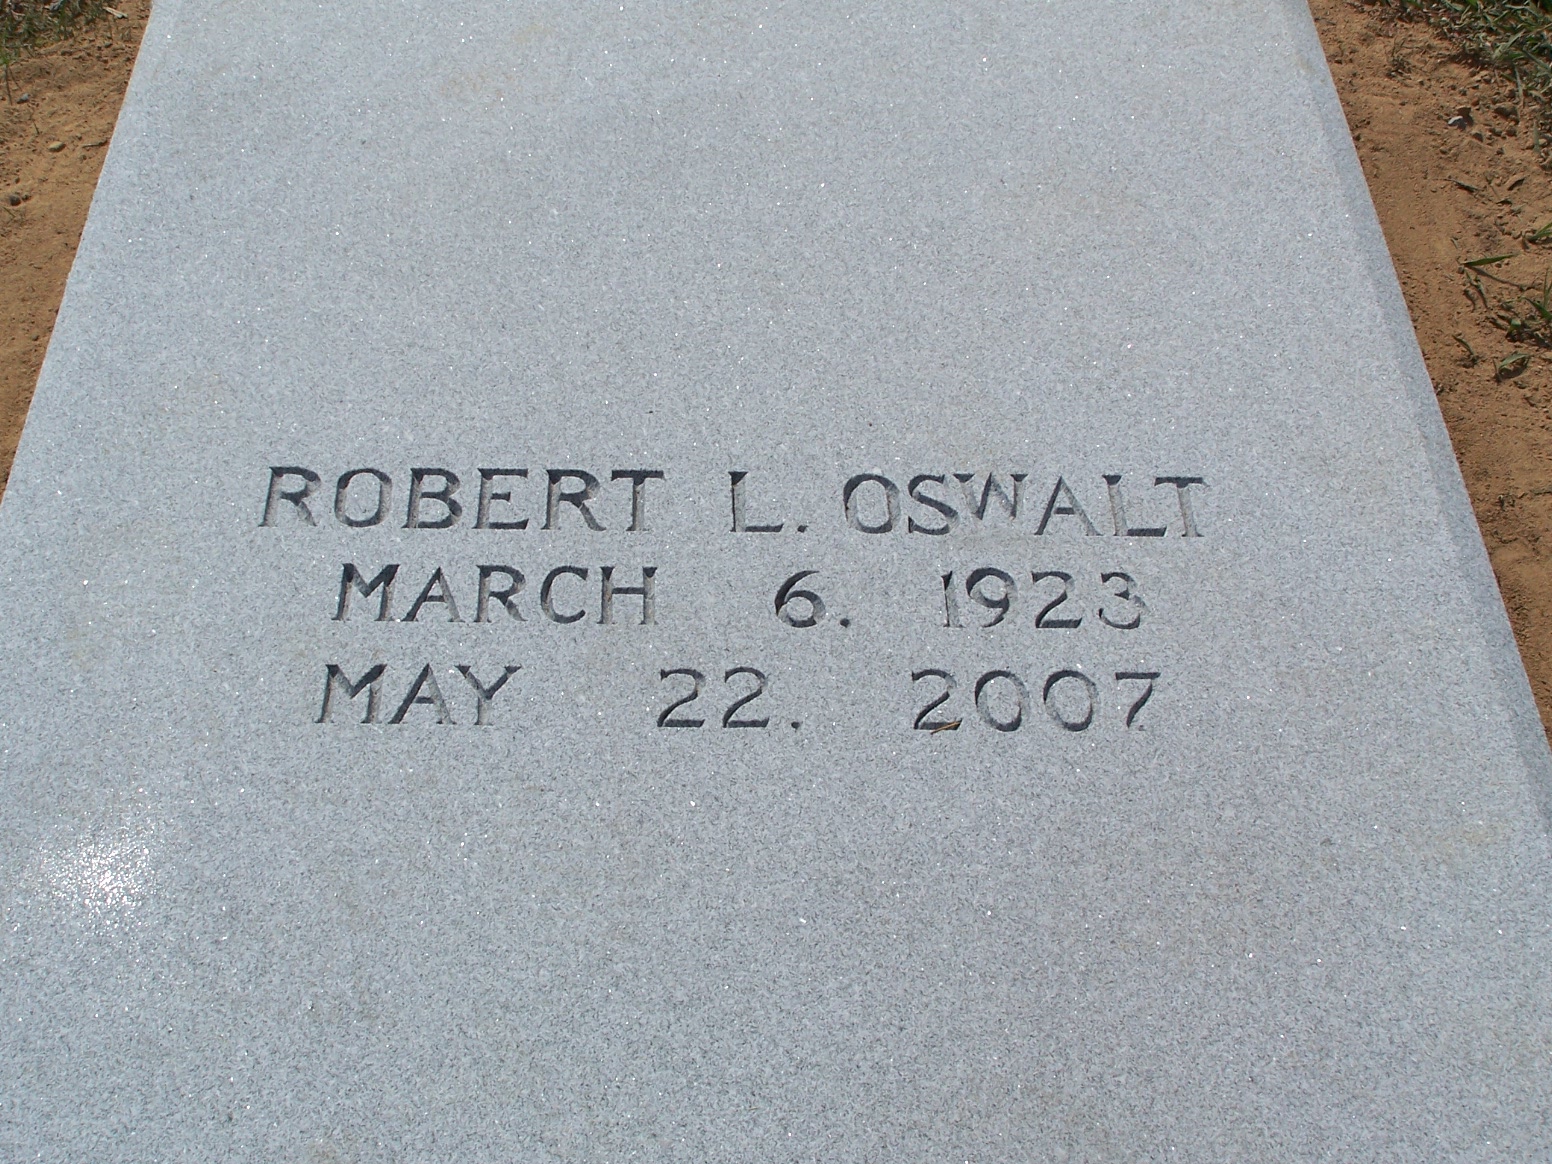 ROBERT L. OSWALT
MARCH 6. 1923
MAY 22. 2007